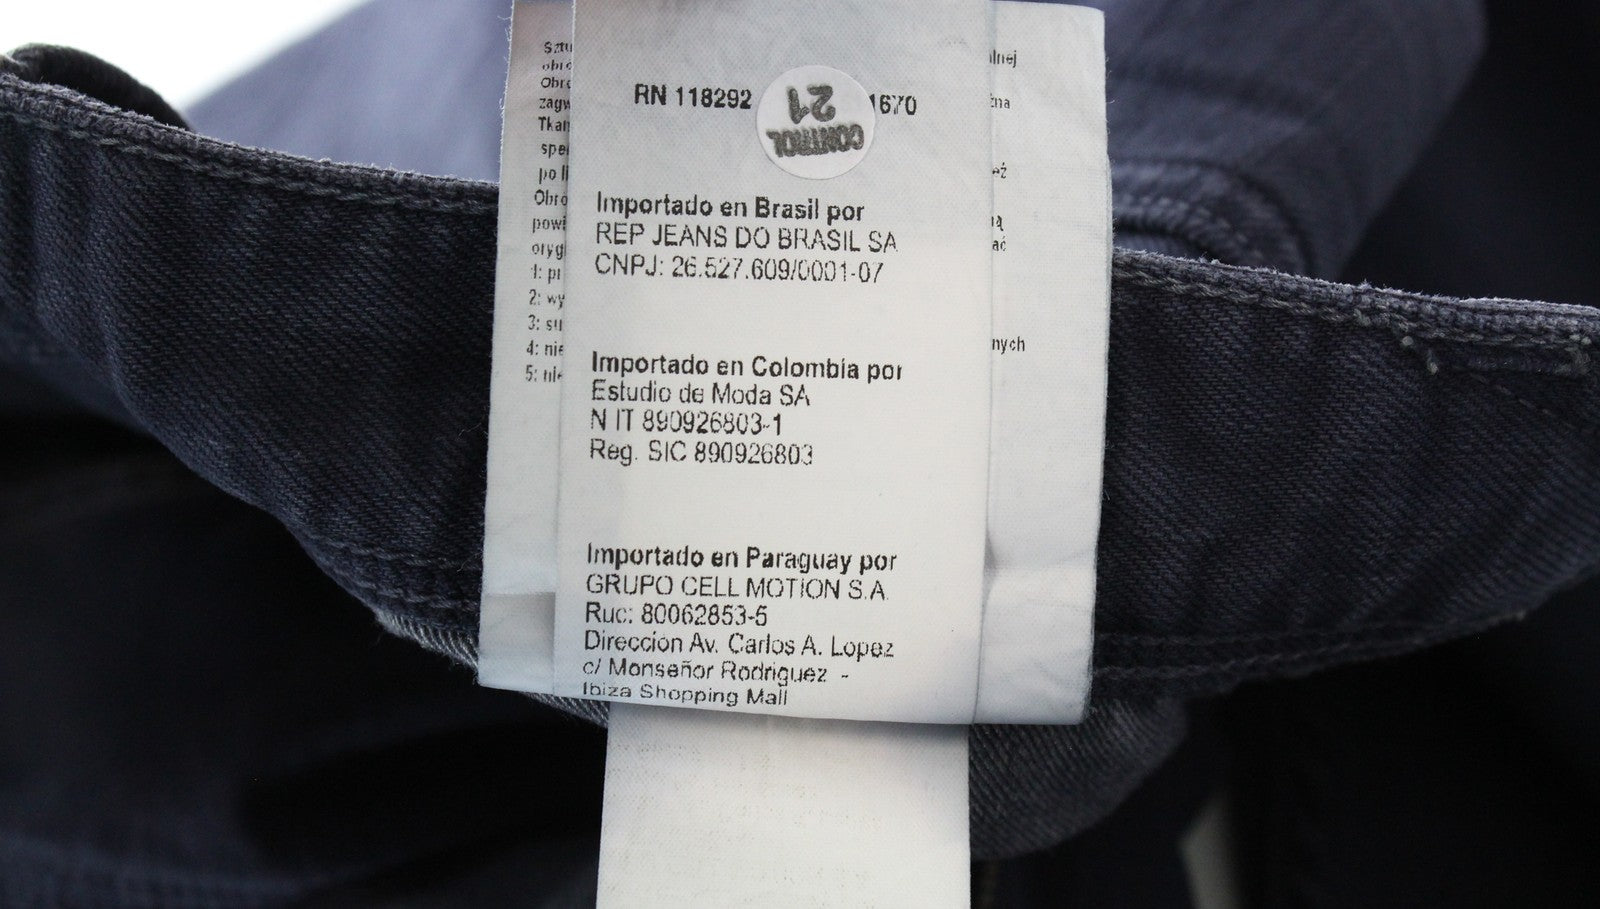 RN 118292
1670
CONTROL
21
Importado en Brasil por
REP JEANS DO BRASIL SA
CNPJ: 26.527.609/0001-07
Importado en Colombia por
Estudio de Moda SA
N IT 890926803-1
Reg. SIC 890926803
Importado en Paraguay por
GRUPO CELL MOTION S.A.
Ruc: 80062853-5
Dirección Av. Carlos A. Lopez
c/ Monseñor Rodriguez -
Ibiza Shopping Mall